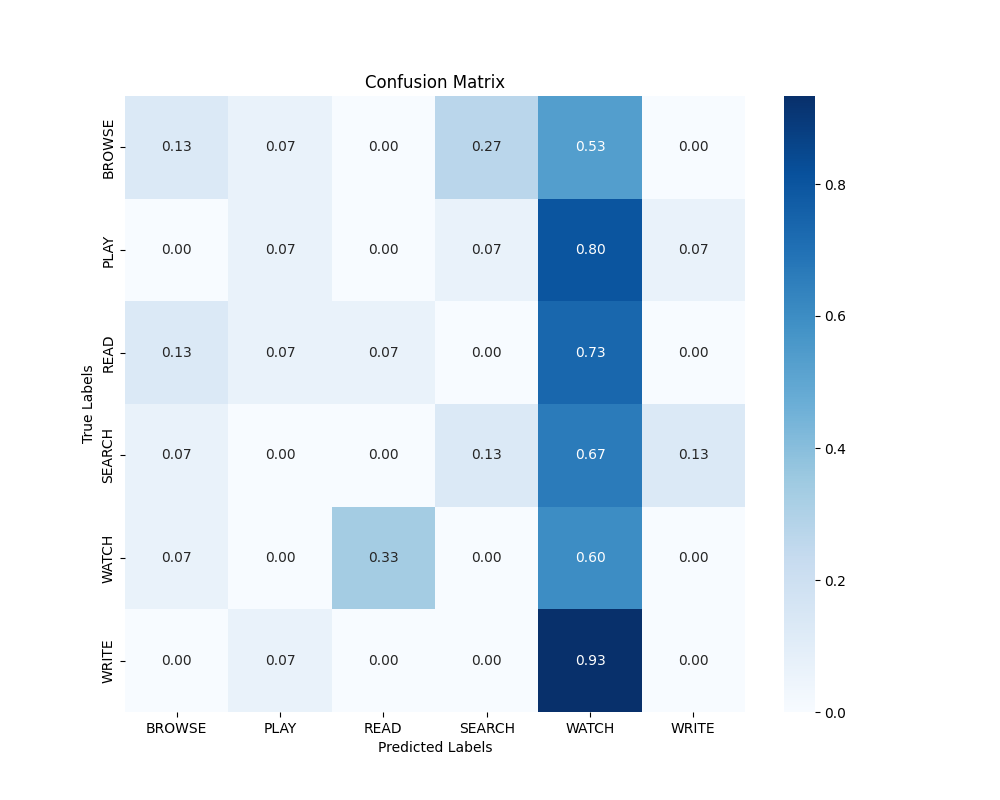 Confusion Matrix
BROWSE 0.13 0.07 0.00 0.27 0.53 0.00
PLAY 0.00 0.07 0.00 0.07 0.80 0.07
READ 0.13 0.07 0.07 0.00 0.73 0.00
SEARCH 0.07 0.00 0.00 0.13 0.67 0.13
WATCH 0.07 0.00 0.33 0.00 0.60 0.00
WRITE 0.00 0.07 0.00 0.00 0.93 0.00
True Labels
BROWSE PLAY READ SEARCH WATCH WRITE
Predicted Labels
0.8
0.6
0.4
0.2
0.0